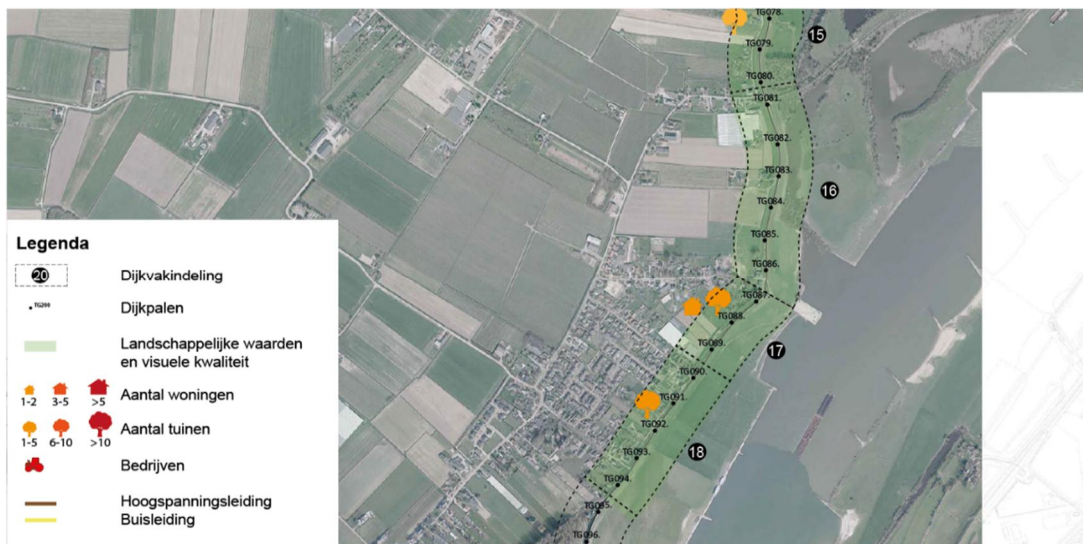 TG078.
15
TG079.
TG080.
TG081.
TG082.
TG083.
16
TG084.
TG085.
TG086.
TG087.
TG088.
TG089.
17
TG090.
TG091.
TG092.
18
TG093.
TG094.
TG095.
TG096.
Legenda
20 Dijkvakindeling
TG200 Dijkpalen
Landschappelijke waarden
en visuele kwaliteit
Aantal woningen
1-2 3-5 >5
Aantal tuinen
1-5 6-10 >10
Bedrijven
Hoogspanningsleiding
Buisleiding